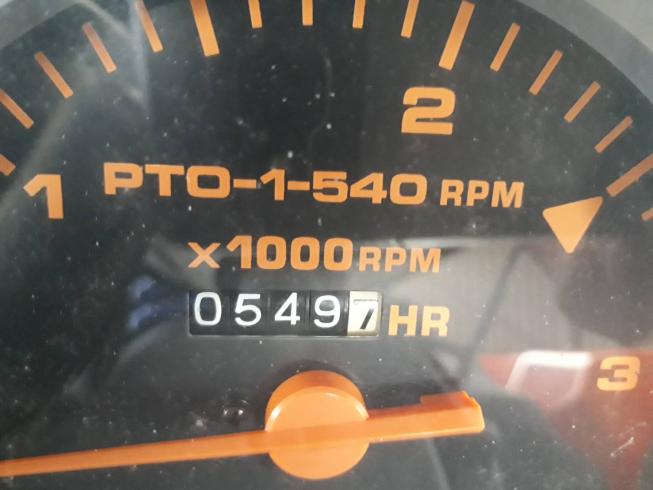 2
1
PTO-1-540 RPM
x1000RPM
05497 HR
3